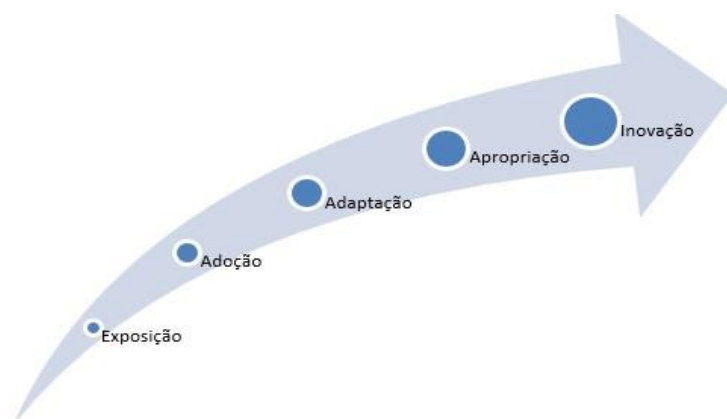 Inovação
Apropriação
Adaptação
Adoção
Exposição